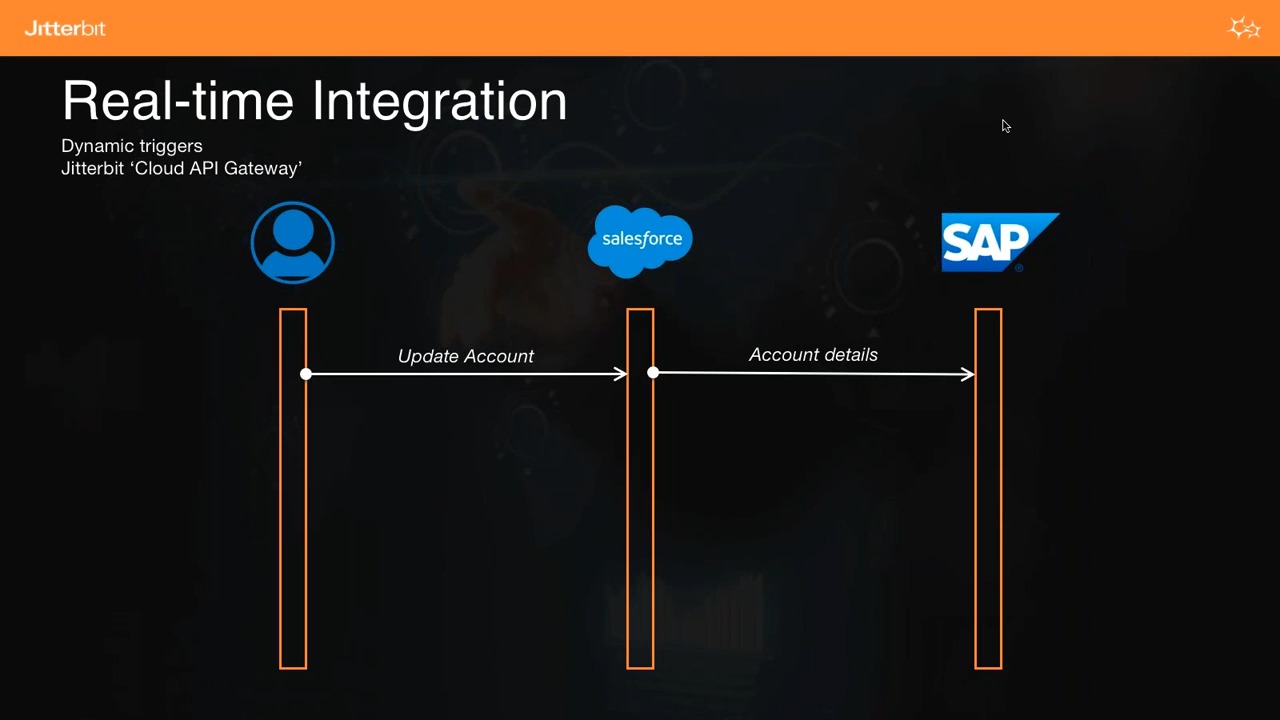 Jitterbit
Real-time Integration
Dynamic triggers
Jitterbit ‘Cloud API Gateway’
salesforce
SAP
®
Update Account
Account details